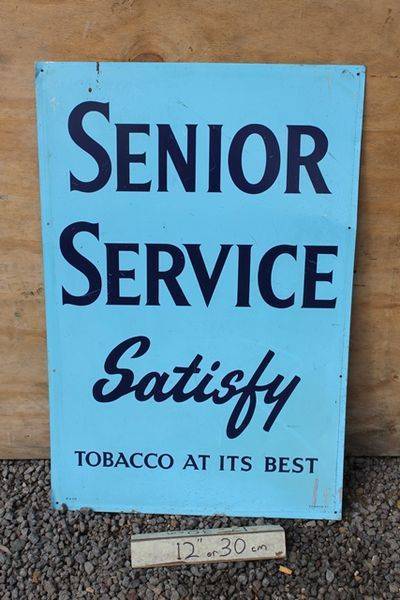 SENIOR
SERVICE
Satisfy
TOBACCO AT ITS BEST
12" or 30 cm